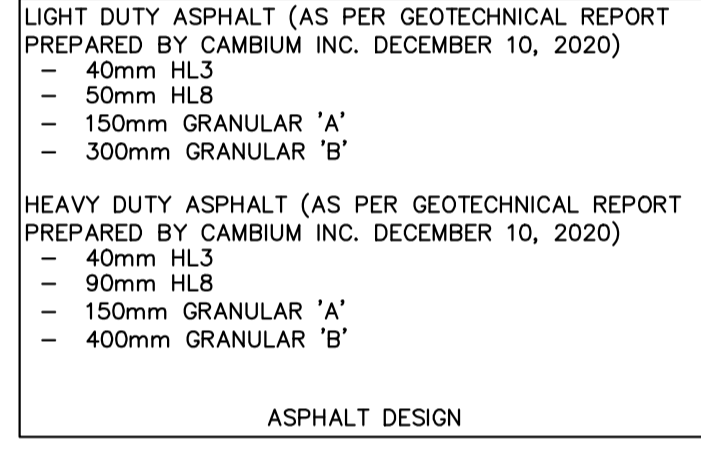 LIGHT DUTY ASPHALT (AS PER GEOTECHNICAL REPORT
PREPARED BY CAMBIUM INC. DECEMBER 10, 2020)
– 40mm HL3
– 50mm HL8
– 150mm GRANULAR 'A'
– 300mm GRANULAR 'B'
HEAVY DUTY ASPHALT (AS PER GEOTECHNICAL REPORT
PREPARED BY CAMBIUM INC. DECEMBER 10, 2020)
– 40mm HL3
– 90mm HL8
– 150mm GRANULAR 'A'
– 400mm GRANULAR 'B'
ASPHALT DESIGN